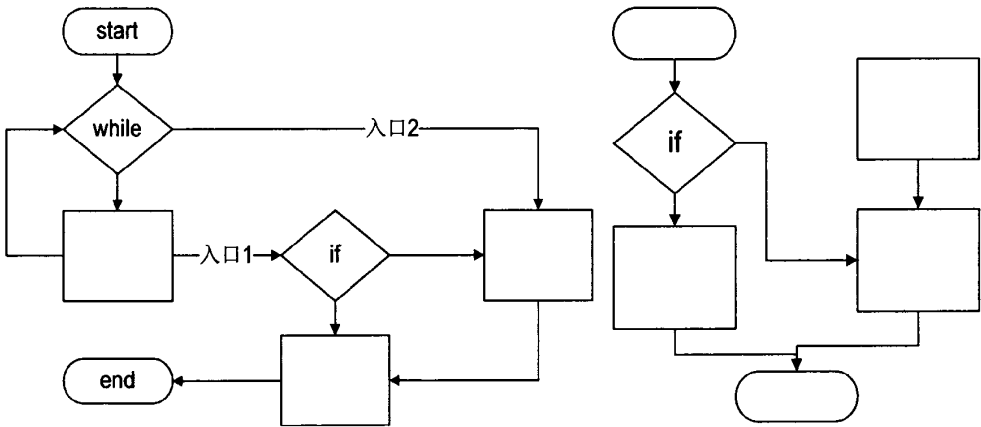 start
while
入口2
if
入口1
if
end